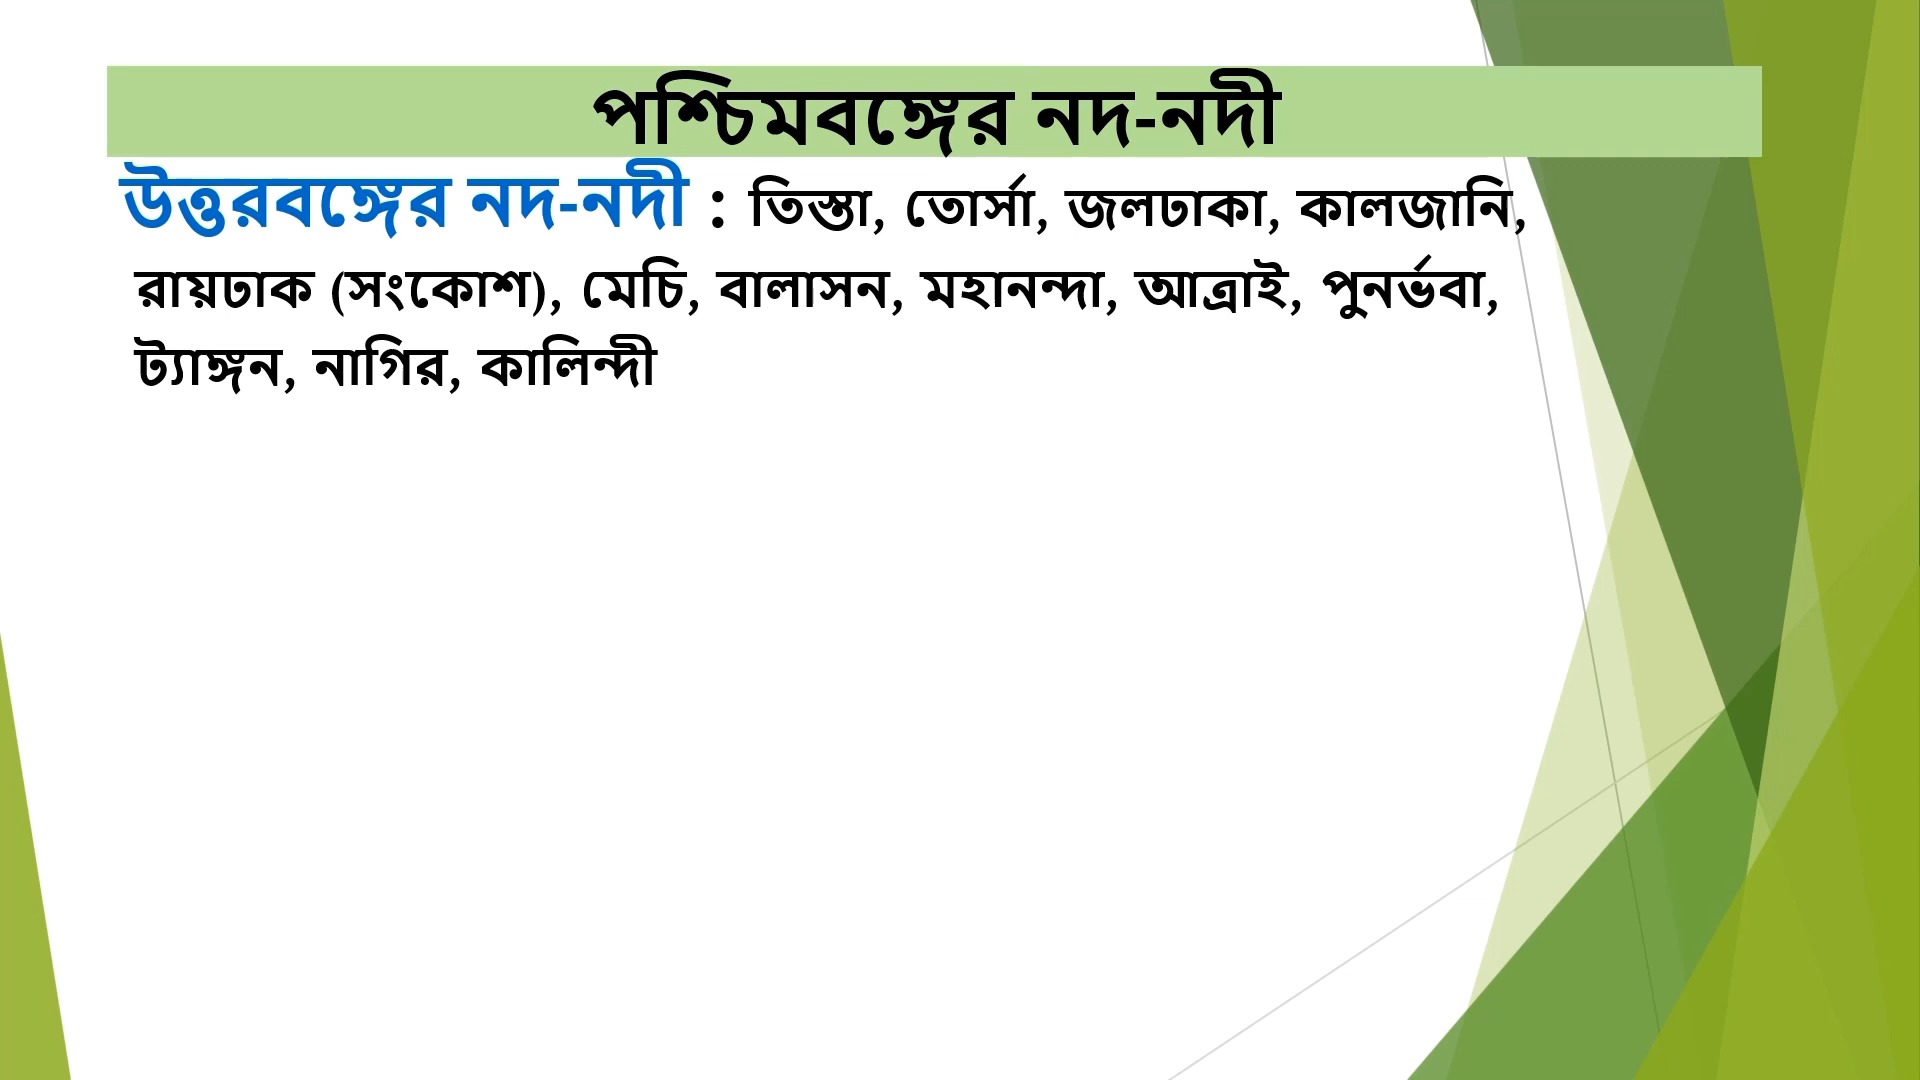 পশ্চিমবঙ্গের নদ-নদী
উত্তরবঙ্গের নদ-নদী : তিস্তা, তোর্সা, জলঢাকা, কালজানি,
রায়ঢাক (সংকোশ), মেচি, বালাসন, মহানন্দা, আত্রাই, পুনর্ভবা,
ট্যাঙ্গন, নাগির, কালিন্দী